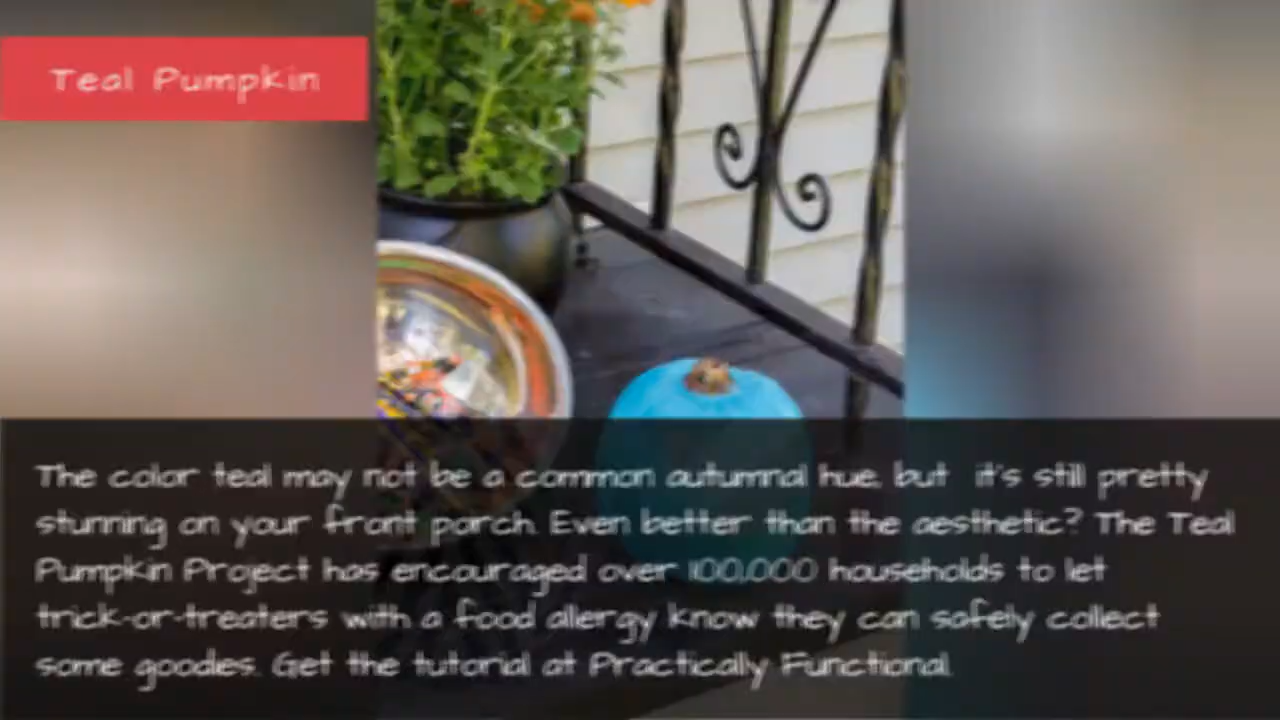 Teal Pumpkin
The color teal may not be a common autumnal hue, but it's still pretty
stunning on your front porch. Even better than the aesthetic? The Teal
Pumpkin Project has encouraged over 100,000 households to let
trick-or-treaters with a food allergy know they can safely collect
some goodies. Get the tutorial at Practically Functional.